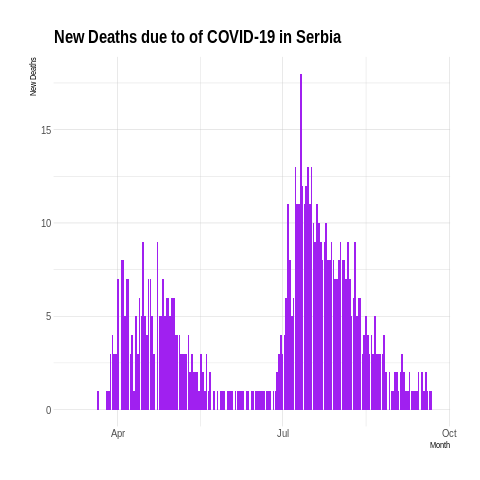 New Deaths due to of COVID-19 in Serbia
New Deaths
15
10
5
0
Apr
Jul
Oct
Month